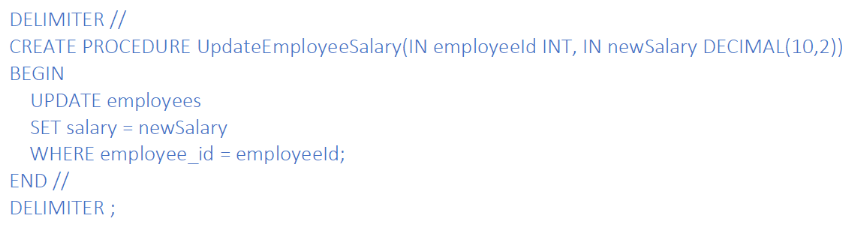 DELIMITER //
CREATE PROCEDURE UpdateEmployeeSalary(IN employeeId INT, IN newSalary DECIMAL(10,2))
BEGIN
    UPDATE employees
    SET salary = newSalary
    WHERE employee_id = employeeId;
END //
DELIMITER ;